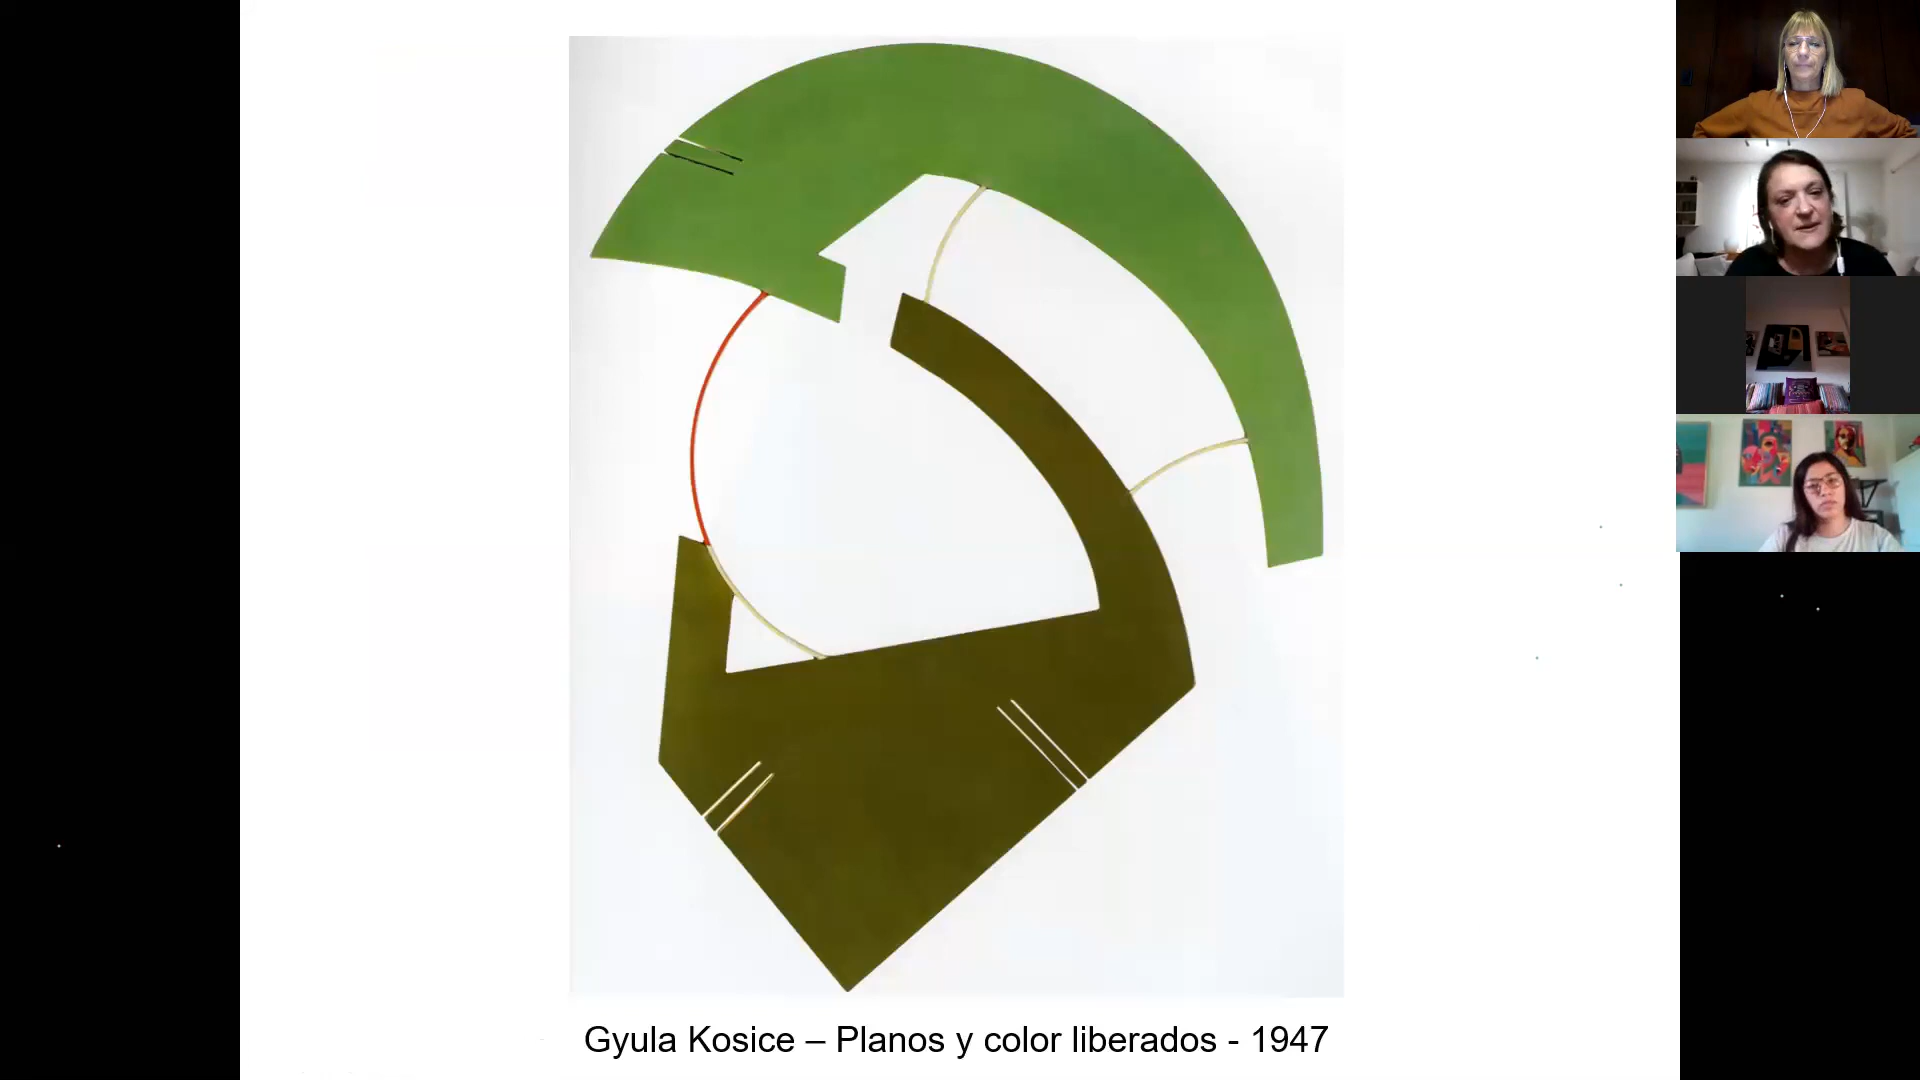 Gyula Kosice – Planos y color liberados - 1947